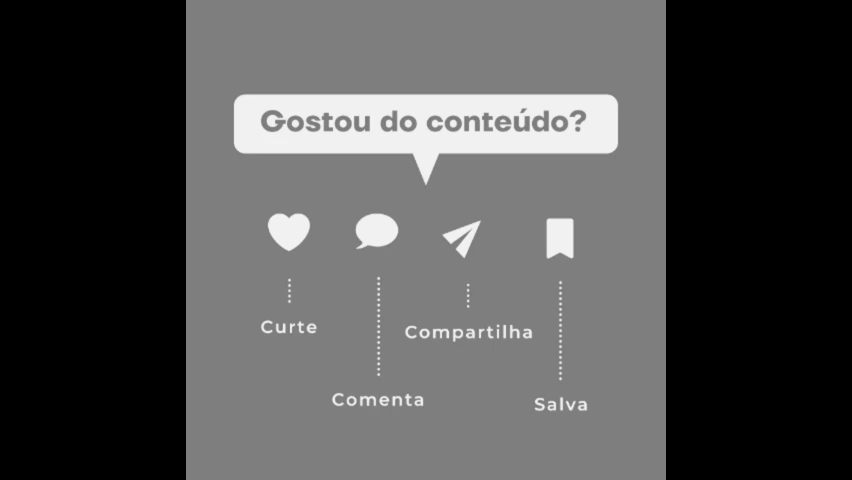 Gostou do conteúdo?
Curte
Compartilha
Comenta
Salva